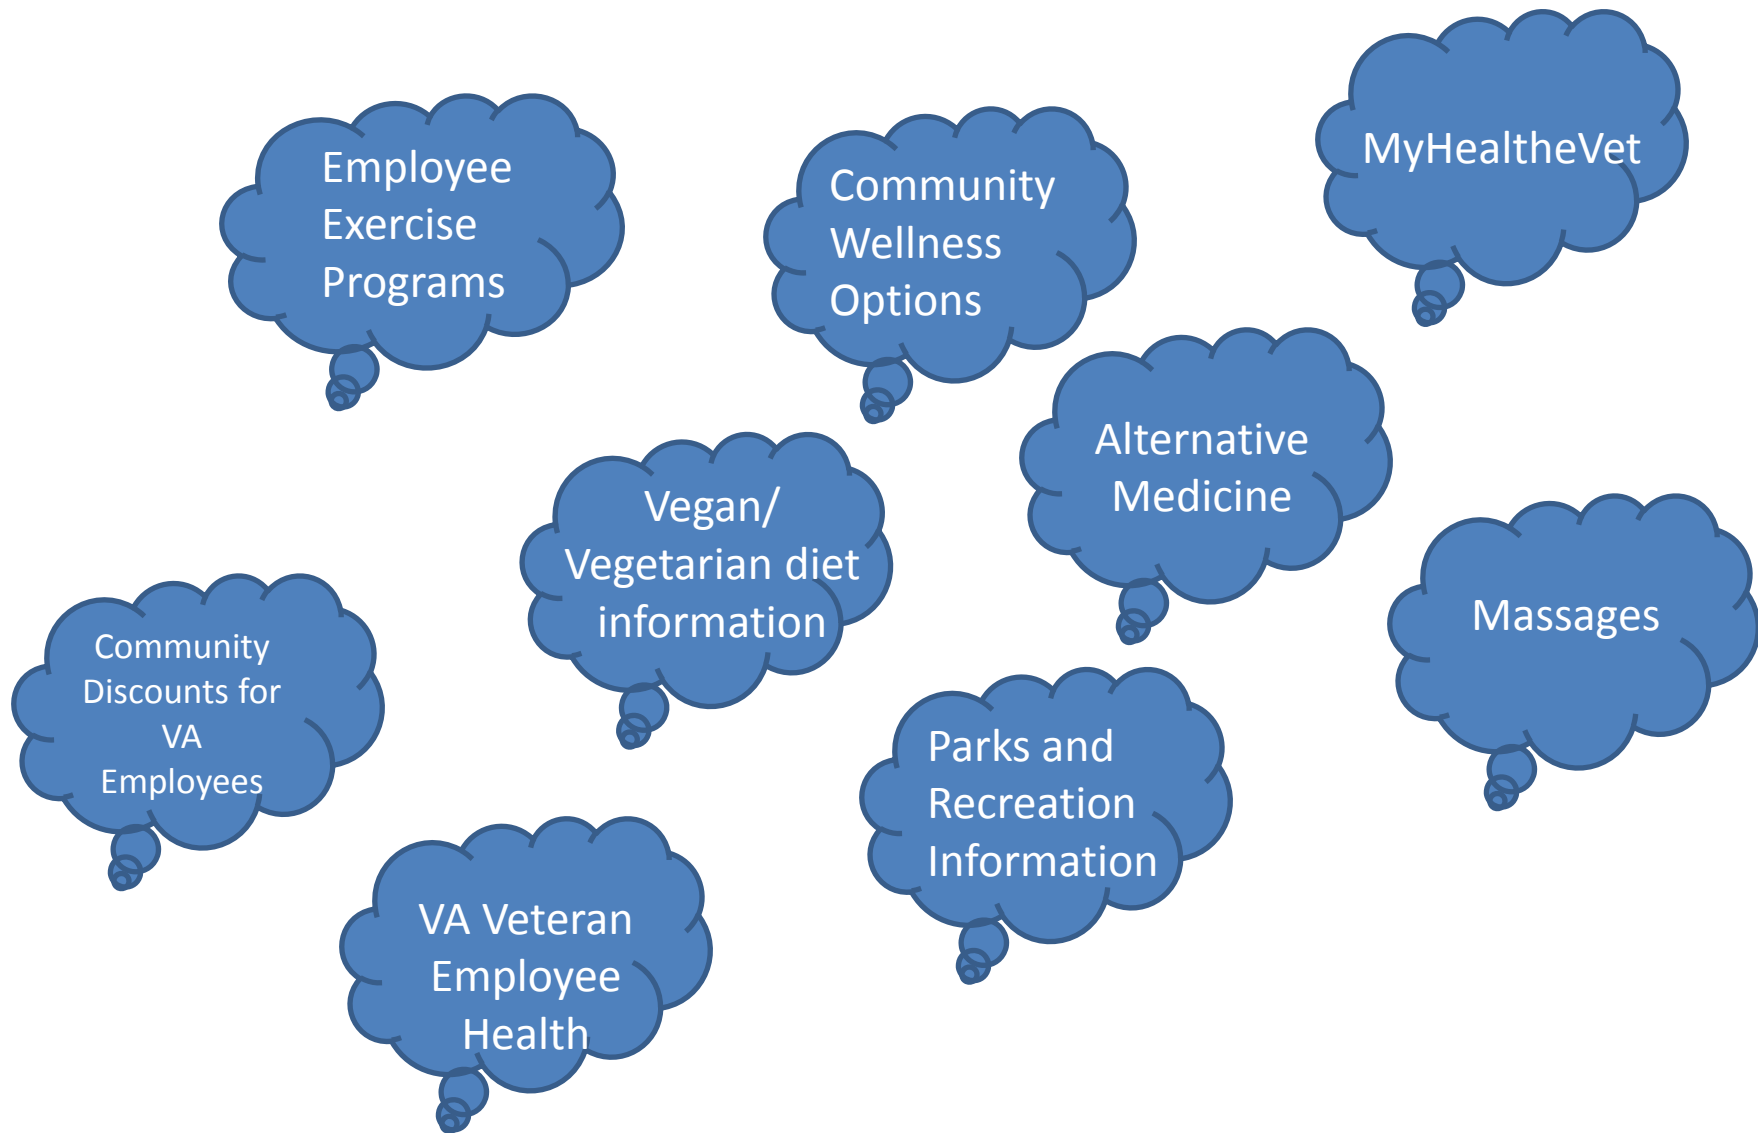 MyHealtheVet
Employee
Exercise
Programs
Community
Wellness
Options
Alternative
Medicine
Vegan/
Vegetarian diet
information
Massages
Community
Discounts for
VA
Employees
Parks and
Recreation
Information
VA Veteran
Employee
Health